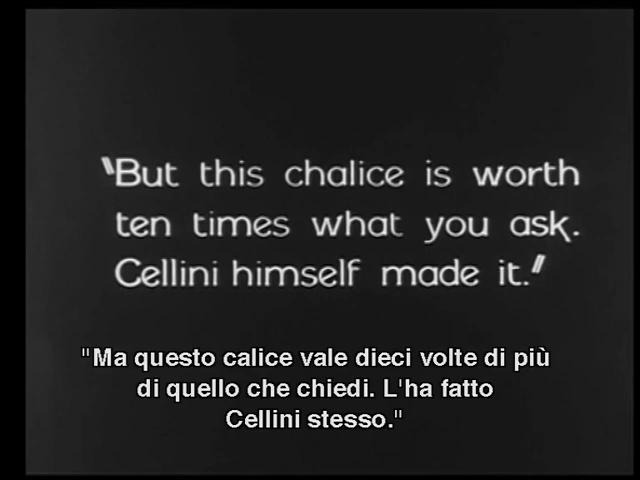 "But this chalice is worth
ten times what you ask.
Cellini himself made it."
"Ma questo calice vale dieci volte di più
di quello che chiedi. L'ha fatto
Cellini stesso."